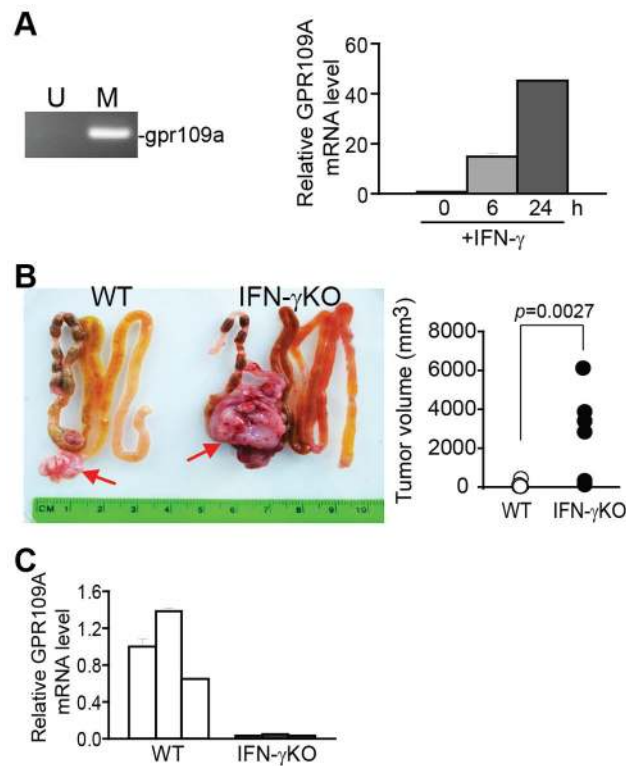 A
U M
-gpr109a
Relative GPR109A
mRNA level
60
40
20
0
0 6 24 h
+IFN-γ
B
WT IFN-γKO
CM 1 2 3 4 5 6 7 8 9 10
p=0.0027
Tumor volume (mm3)
8000
6000
4000
2000
0
WT IFN-γKO
C
Relative GPR109A
mRNA level
1.6
1.2
0.8
0.4
0.0
WT IFN-γKO